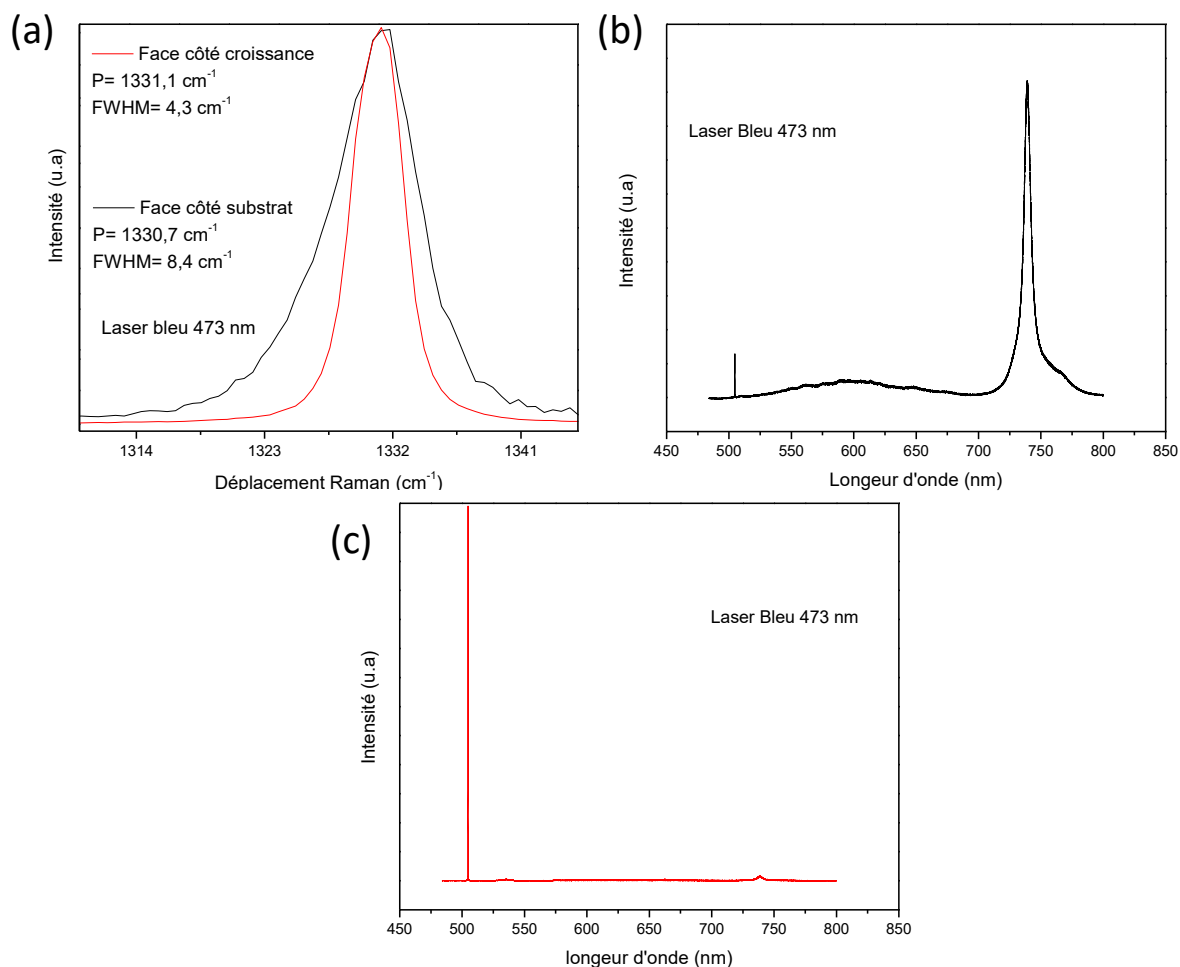 (a)
Face côté croissance
P= 1331,1 cm⁻¹
FWHM= 4,3 cm⁻¹
Face côté substrat
P= 1330,7 cm⁻¹
FWHM= 8,4 cm⁻¹
Laser bleu 473 nm
Intensité (u.a)
1314 1323 1332 1341
Déplacement Raman (cm⁻¹)
(b)
Laser Bleu 473 nm
Intensité (u.a)
450 500 550 600 650 700 750 800 850
Longeur d'onde (nm)
(c)
Laser Bleu 473 nm
Intensité (u.a)
450 500 550 600 650 700 750 800 850
longeur d'onde (nm)